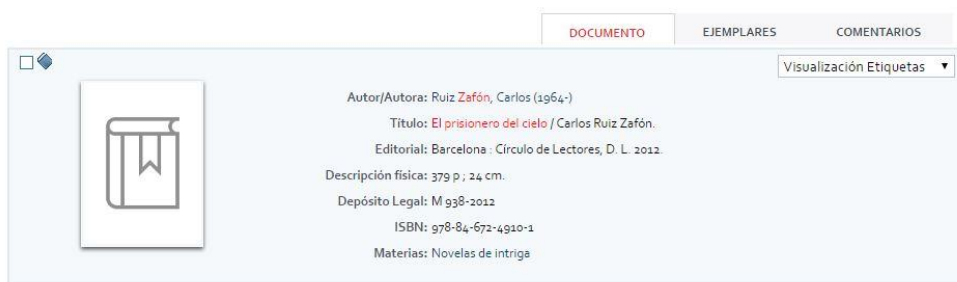 DOCUMENTO EJEMPLARES COMENTARIOS
Visualización Etiquetas
Autor/Autora: Ruiz Zafón, Carlos (1964-)
Título: El prisionero del cielo / Carlos Ruiz Zafón.
Editorial: Barcelona : Círculo de Lectores, D. L. 2012.
Descripción física: 379 p ; 24 cm.
Depósito Legal: M 938-2012
ISBN: 978-84-672-4910-1
Materias: Novelas de intriga